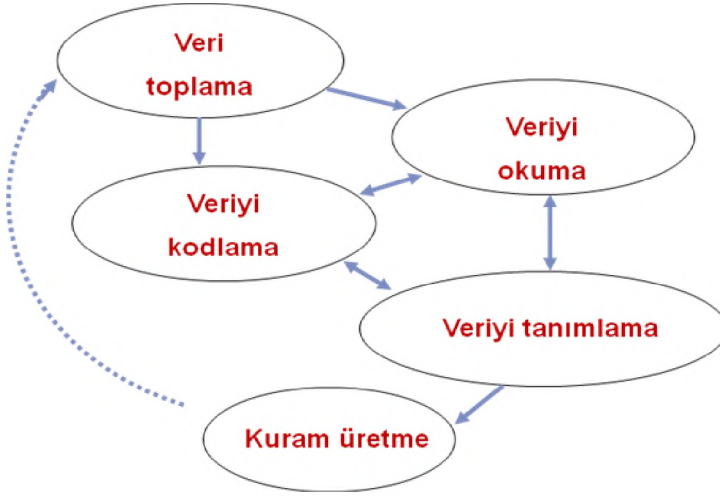 Veri
toplama
Veriyi
okuma
Veriyi
kodlama
Veriyi tanımlama
Kuram üretme